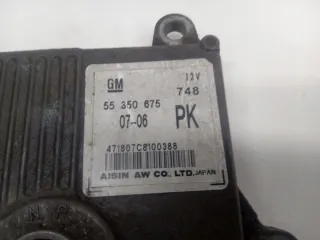 GM
12V
55 350 675
748
07-06
PK
471807C8100388
AISIN AW CO., LTD. JAPAN
N